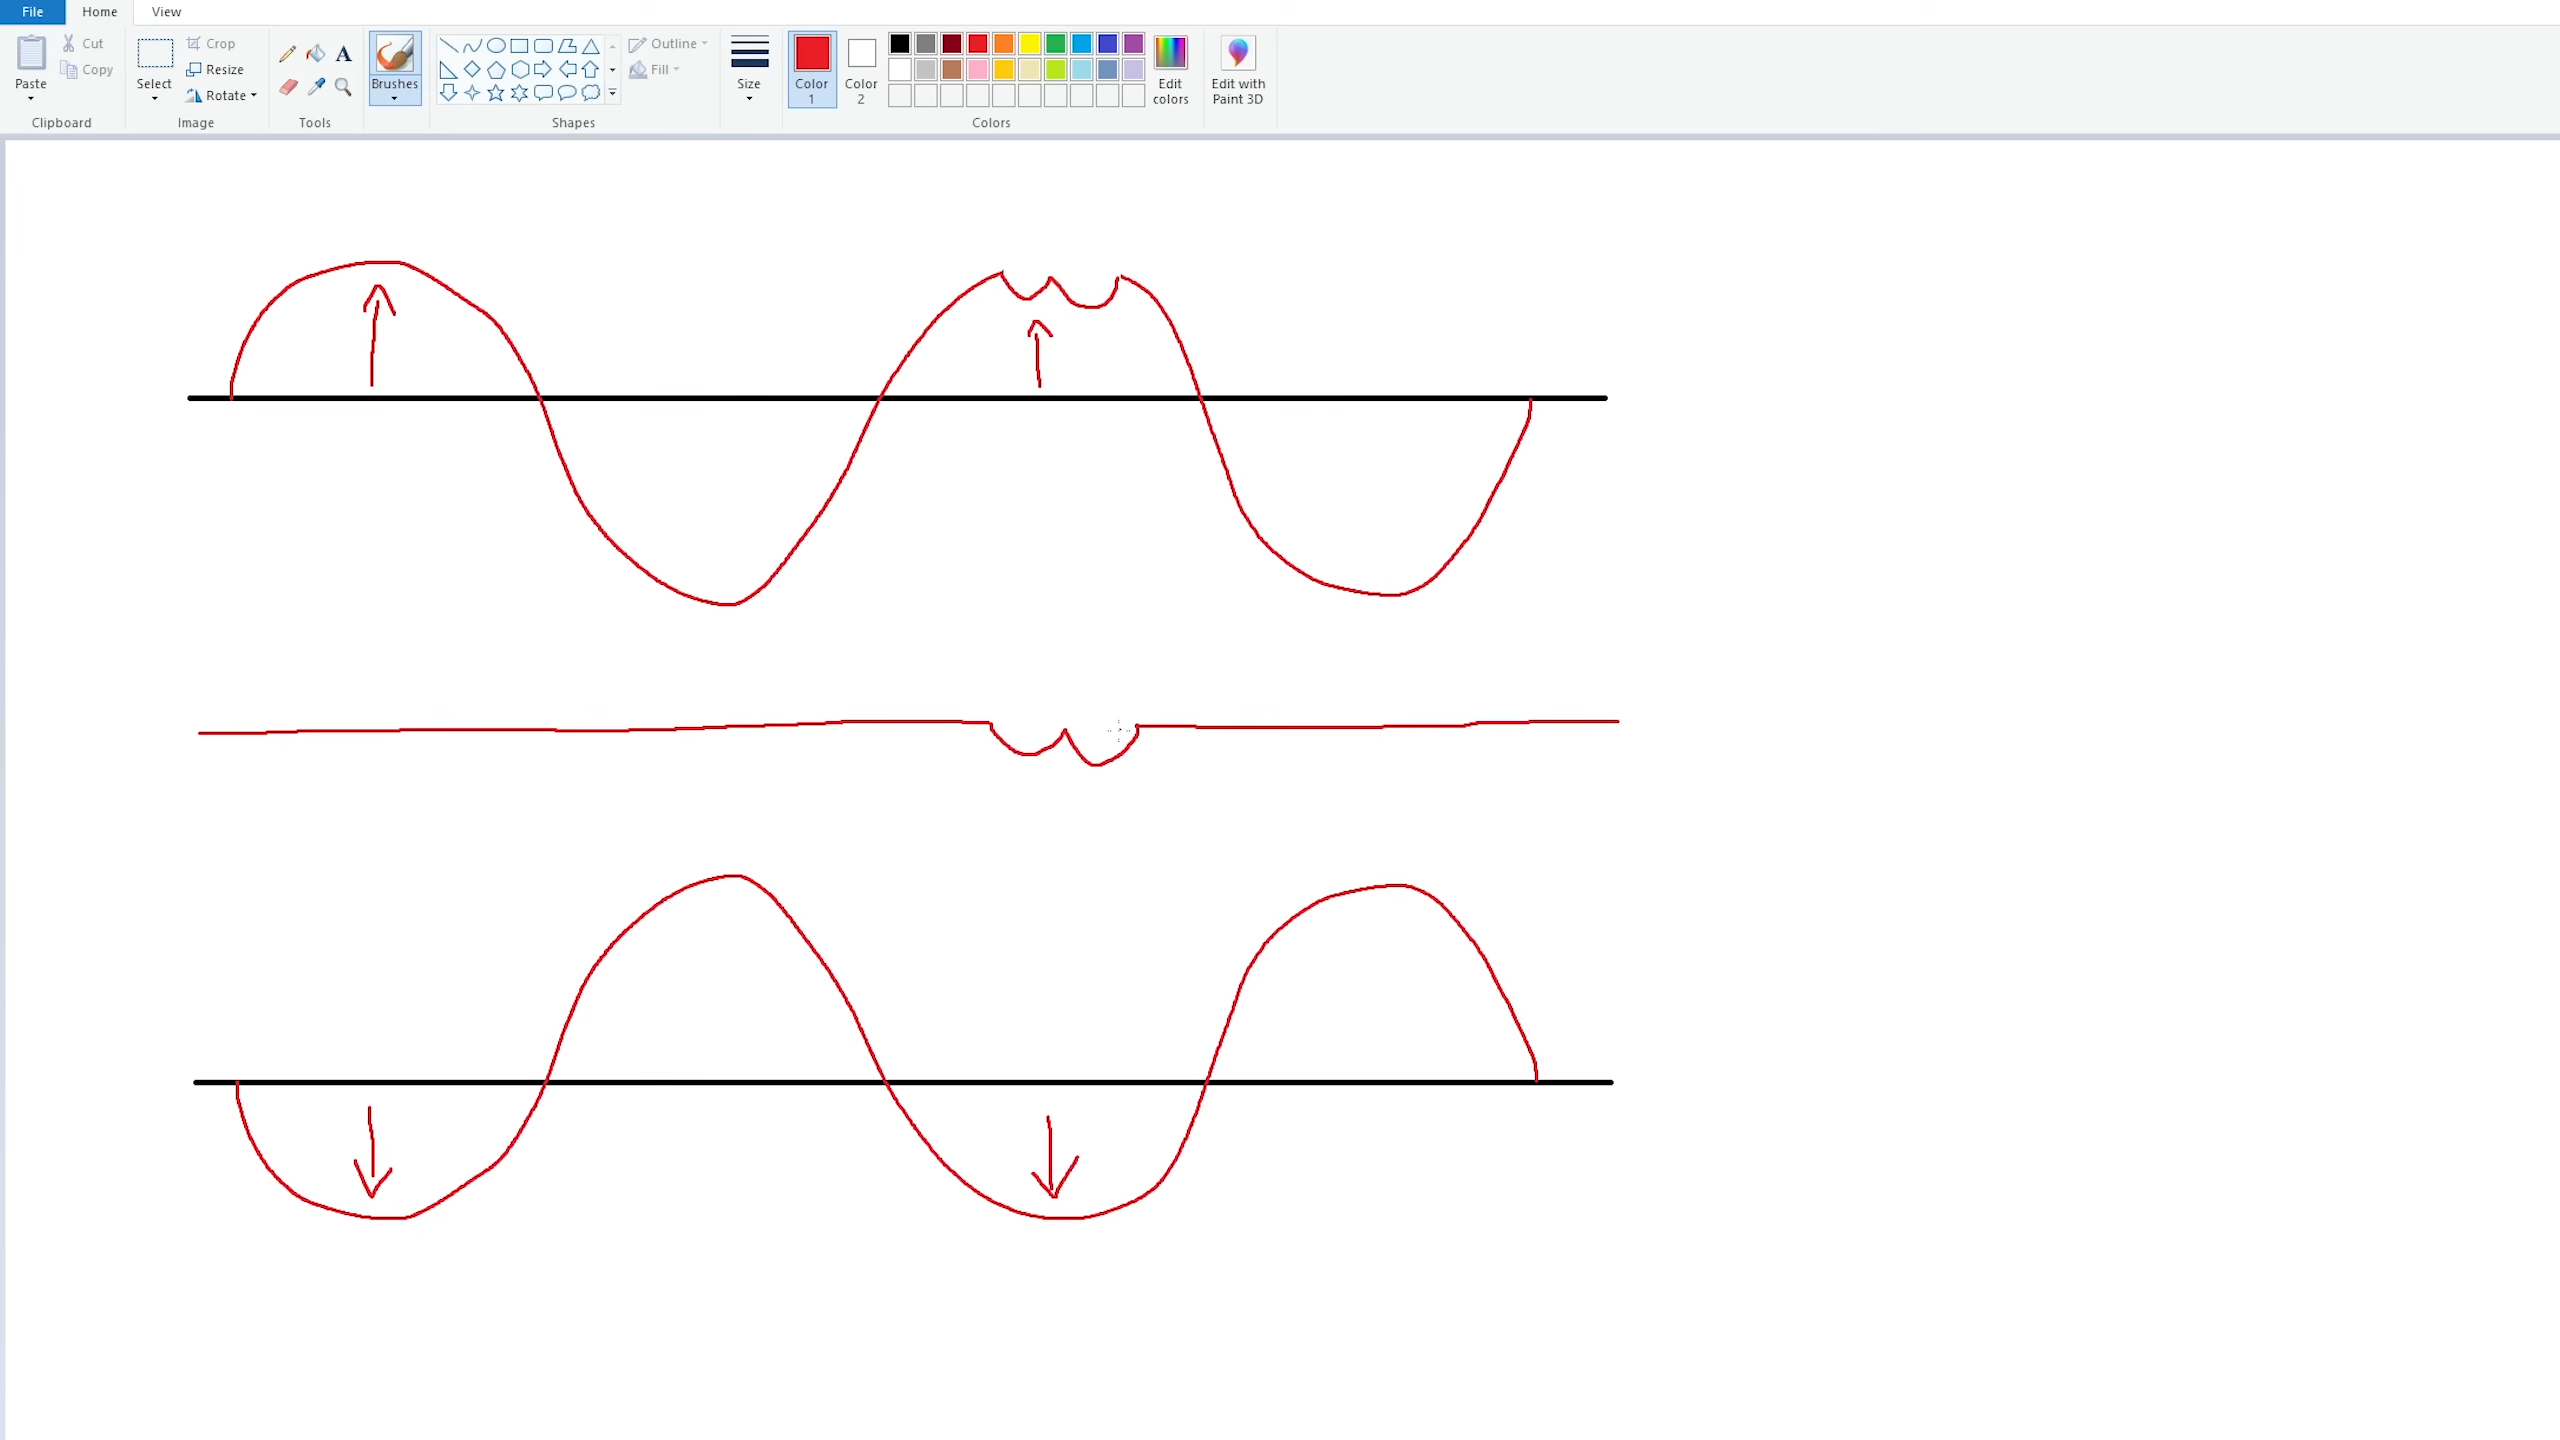 File Home View
Paste
Cut
Copy
Clipboard
Select
Crop
Resize
Rotate
Image
A
Tools
Brushes
Outline
Fill
Shapes
Size
Color 1
Color 2
Edit colors
Colors
Edit with Paint 3D